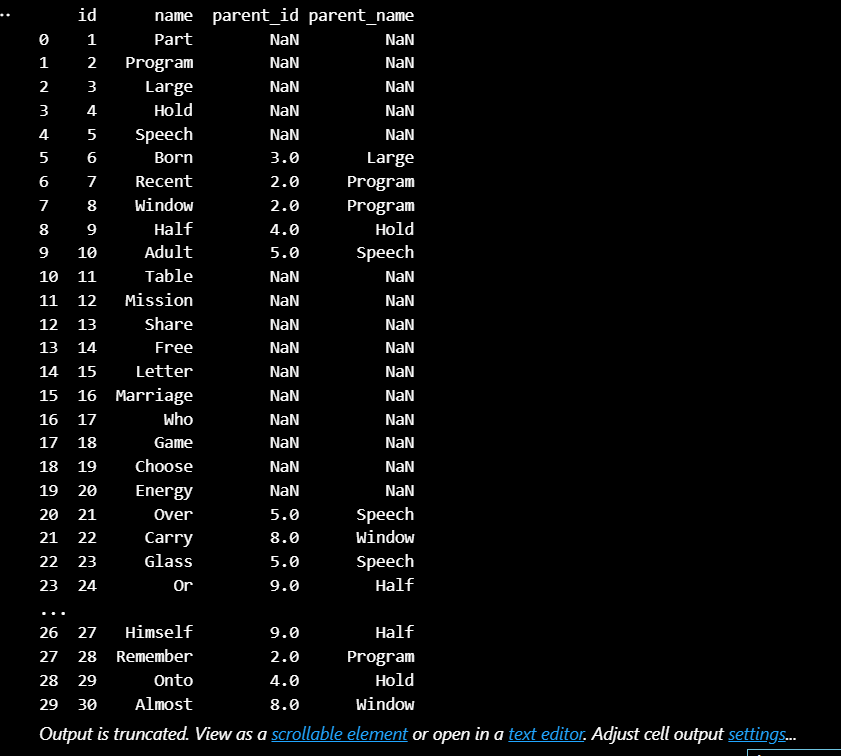 id name parent_id parent_name
0 1 Part NaN NaN
1 2 Program NaN NaN
2 3 Large NaN NaN
3 4 Hold NaN NaN
4 5 Speech NaN NaN
5 6 Born 3.0 Large
6 7 Recent 2.0 Program
7 8 Window 2.0 Program
8 9 Half 4.0 Hold
9 10 Adult 5.0 Speech
10 11 Table NaN NaN
11 12 Mission NaN NaN
12 13 Share NaN NaN
13 14 Free NaN NaN
14 15 Letter NaN NaN
15 16 Marriage NaN NaN
16 17 Who NaN NaN
17 18 Game NaN NaN
18 19 Choose NaN NaN
19 20 Energy NaN NaN
20 21 Over 5.0 Speech
21 22 Carry 8.0 Window
22 23 Glass 5.0 Speech
23 24 Or 9.0 Half
...
26 27 Himself 9.0 Half
27 28 Remember 2.0 Program
28 29 Onto 4.0 Hold
29 30 Almost 8.0 Window
Output is truncated. View as a scrollable element or open in a text editor. Adjust cell output settings...